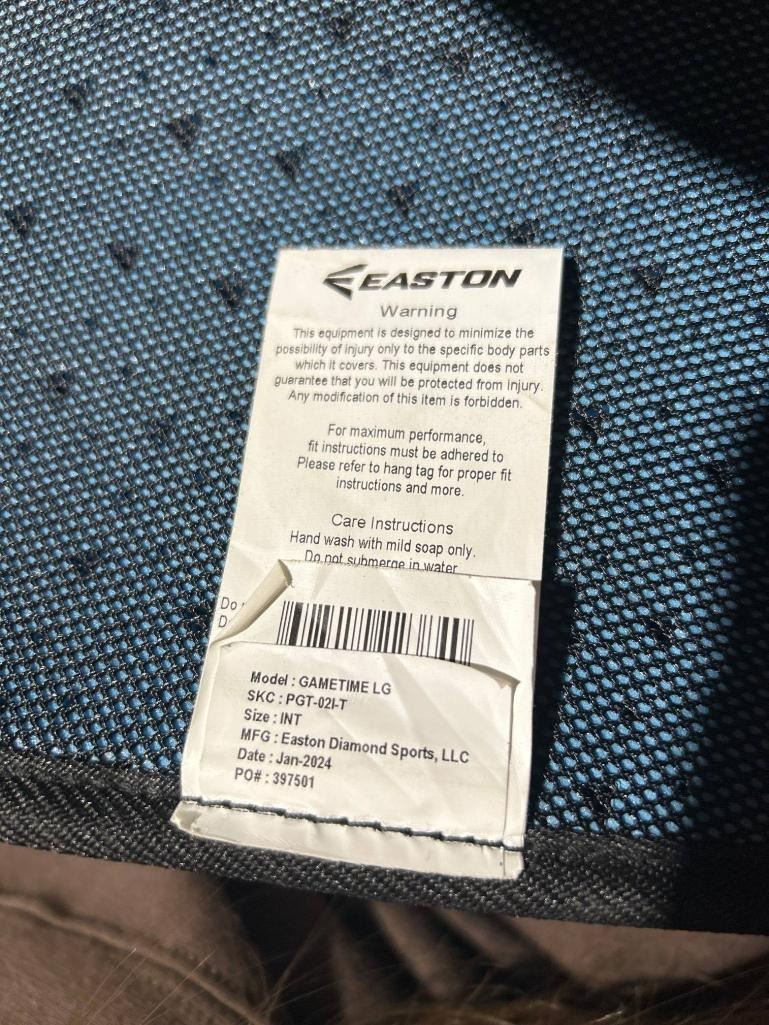 EASTON
Warning
This equipment is designed to minimize the
possibility of injury only to the specific body parts
which it covers. This equipment does not
guarantee that you will be protected from injury.
Any modification of this item is forbidden.
For maximum performance,
fit instructions must be adhered to
Please refer to hang tag for proper fit
instructions and more.
Care Instructions
Hand wash with mild soap only.
Do not submerge in water
Do
Model : GAMETIME LG
SKC : PGT-02I-T
Size : INT
MFG : Easton Diamond Sports, LLC
Date : Jan-2024
PO# : 397501